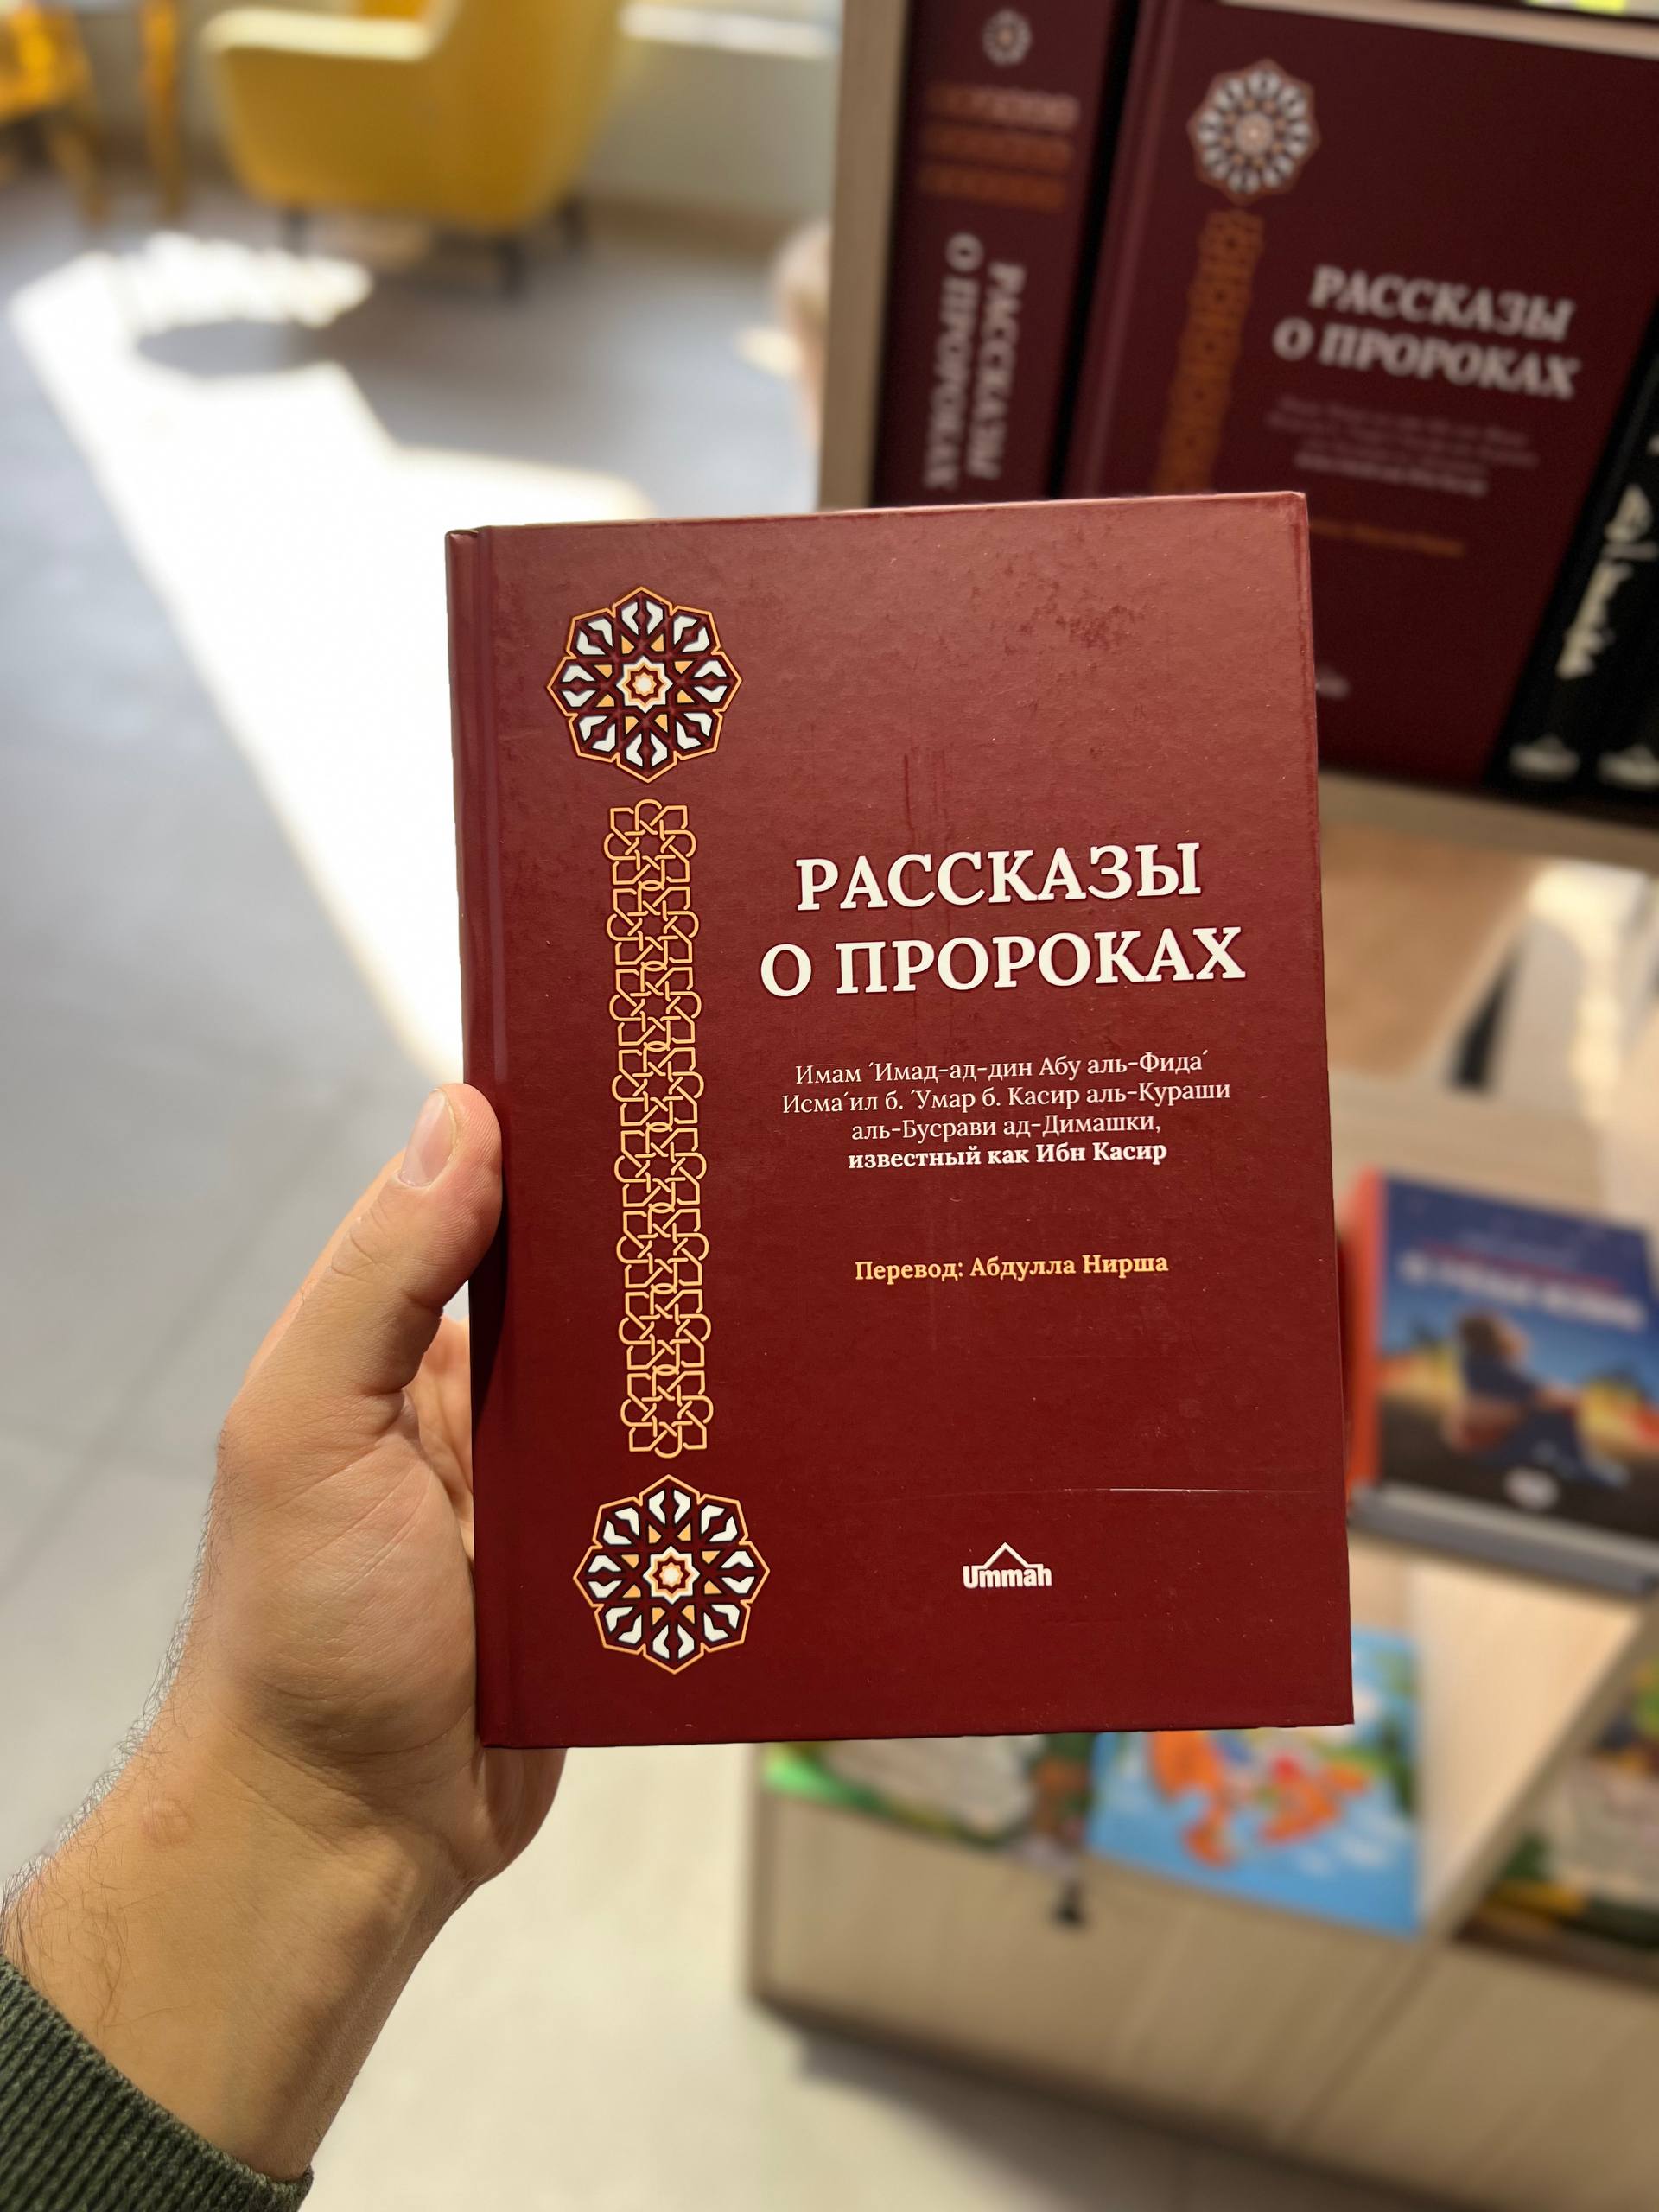 РАССКАЗЫ
О ПРОРОКАХ
Имам ´Имад-ад-дин Абу аль-Фида´
Исма´ил б. ´Умар б. Касир аль-Кураши
аль-Бусрави ад-Димашки,
известный как Ибн Касир
Перевод: Абдулла Нирша
Ummah
РАССКАЗЫ
О ПРОРОКАХ
РАССКАЗЫ
О ПРОРОКАХ